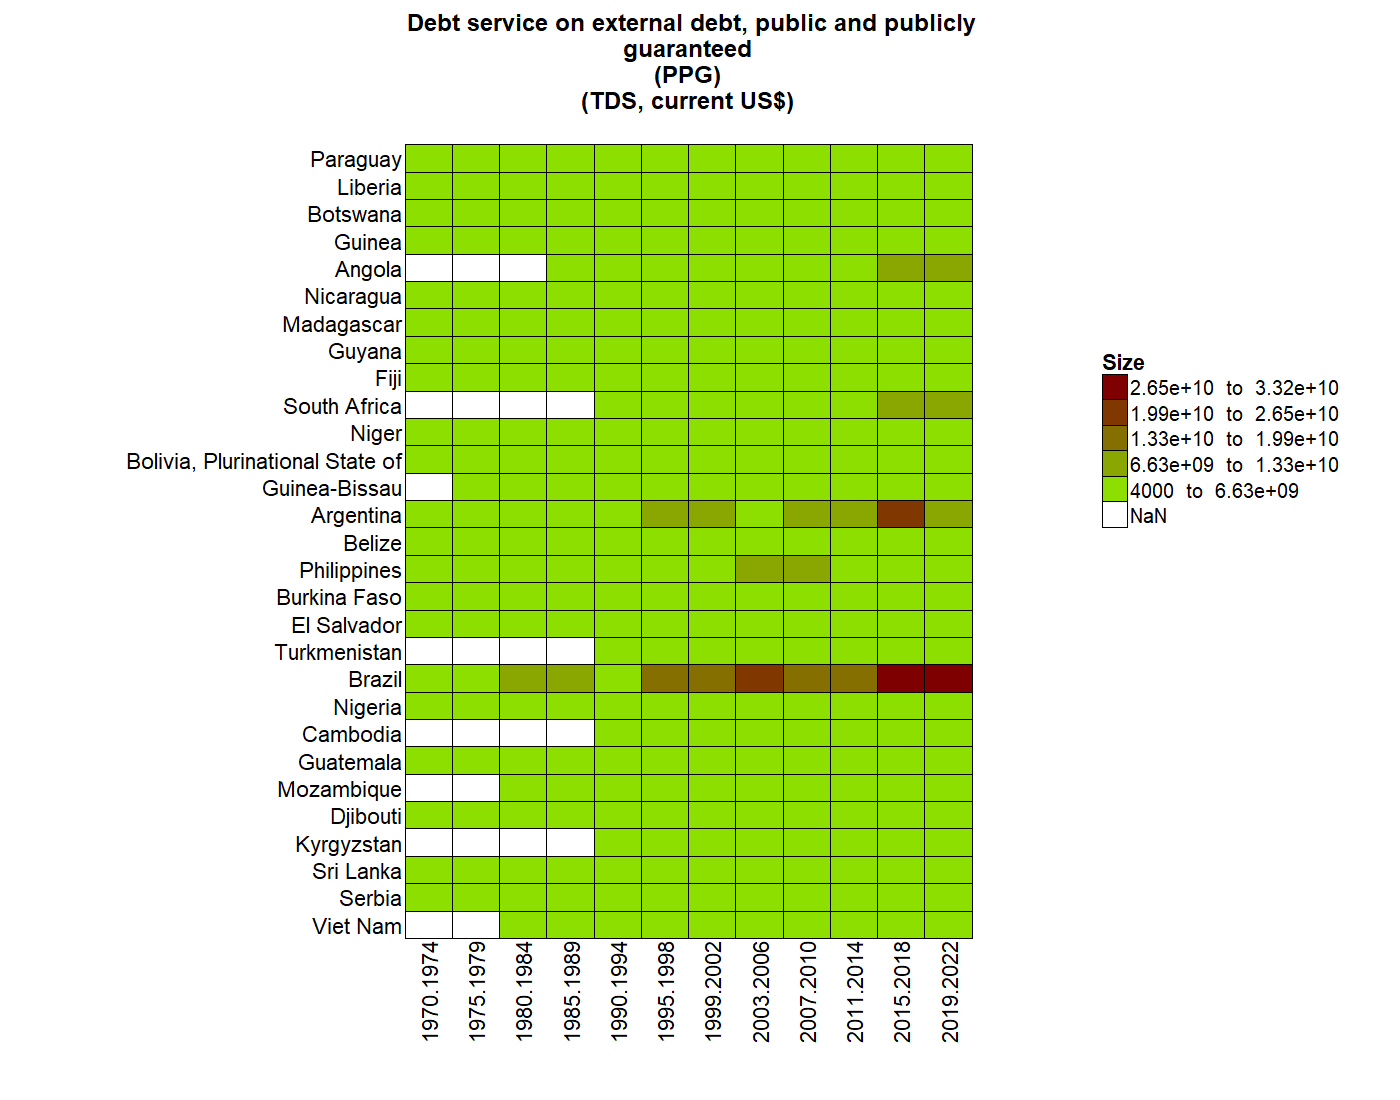 Debt service on external debt, public and publicly
guaranteed
(PPG)
(TDS, current US$)
Paraguay
Liberia
Botswana
Guinea
Angola
Nicaragua
Madagascar
Guyana
Fiji
South Africa
Niger
Bolivia, Plurinational State of
Guinea-Bissau
Argentina
Belize
Philippines
Burkina Faso
El Salvador
Turkmenistan
Brazil
Nigeria
Cambodia
Guatemala
Mozambique
Djibouti
Kyrgyzstan
Sri Lanka
Serbia
Viet Nam
1970.1974
1975.1979
1980.1984
1985.1989
1990.1994
1995.1998
1999.2002
2003.2006
2007.2010
2011.2014
2015.2018
2019.2022
Size
2.65e+10 to 3.32e+10
1.99e+10 to 2.65e+10
1.33e+10 to 1.99e+10
6.63e+09 to 1.33e+10
4000 to 6.63e+09
NaN